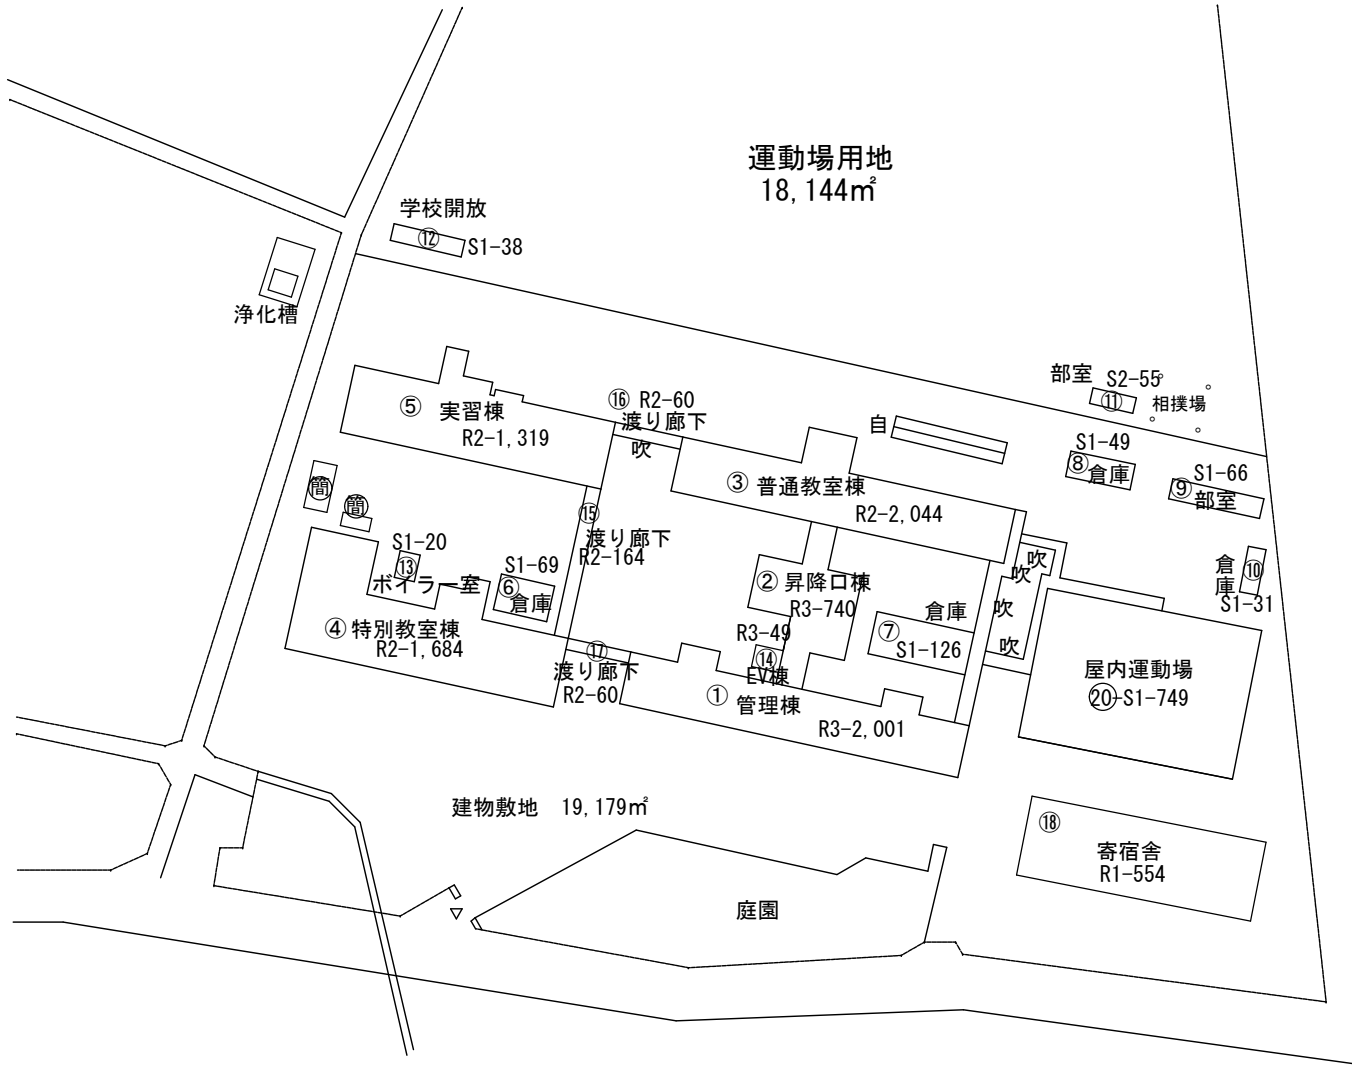 運動場用地
18,144㎡
学校開放
⑫
S1-38
浄化槽
部室
S2-55
⑪
相撲場
⑯ R2-60
渡り廊下
吹
自
⑤ 実習棟
R2-1,319
S1-49
⑧ 倉庫
S1-66
⑨ 部室
③ 普通教室棟
R2-2,044
簡
簡
⑮
渡り廊下
R2-164
S1-20
⑬
ボイラー室
S1-69
⑥ 倉庫
② 昇降口棟
R3-740
吹
吹
吹
吹
倉庫
⑩
S1-31
倉庫
⑦
S1-126
④ 特別教室棟
R2-1,684
R3-49
⑭
EV棟
⑰
渡り廊下
R2-60
① 管理棟
R3-2,001
屋内運動場
⑳-S1-749
建物敷地 19,179㎡
⑱
寄宿舎
R1-554
庭園